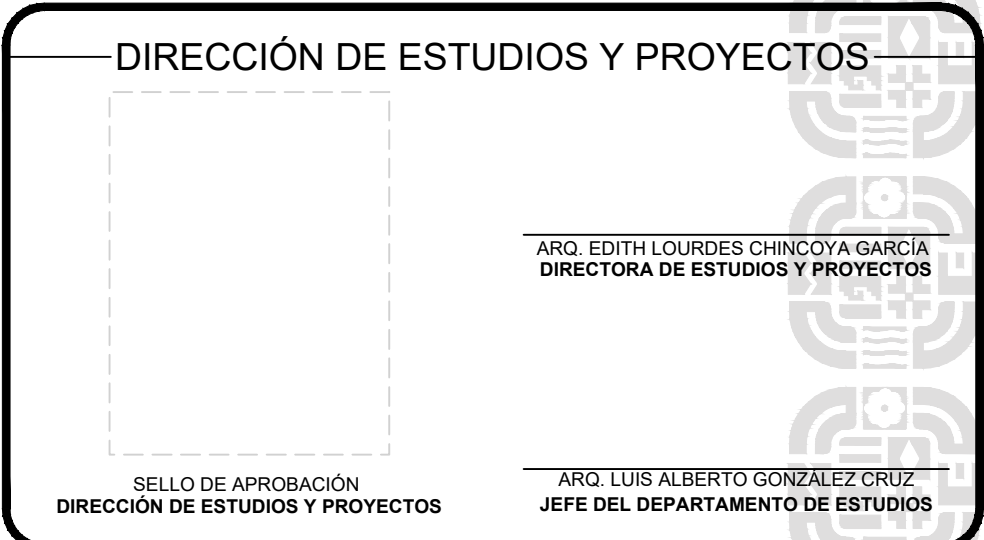 DIRECCIÓN DE ESTUDIOS Y PROYECTOS
SELLO DE APROBACIÓN
DIRECCIÓN DE ESTUDIOS Y PROYECTOS
ARQ. EDITH LOURDES CHINCOYA GARCÍA
DIRECTORA DE ESTUDIOS Y PROYECTOS
ARQ. LUIS ALBERTO GONZÁLEZ CRUZ
JEFE DEL DEPARTAMENTO DE ESTUDIOS